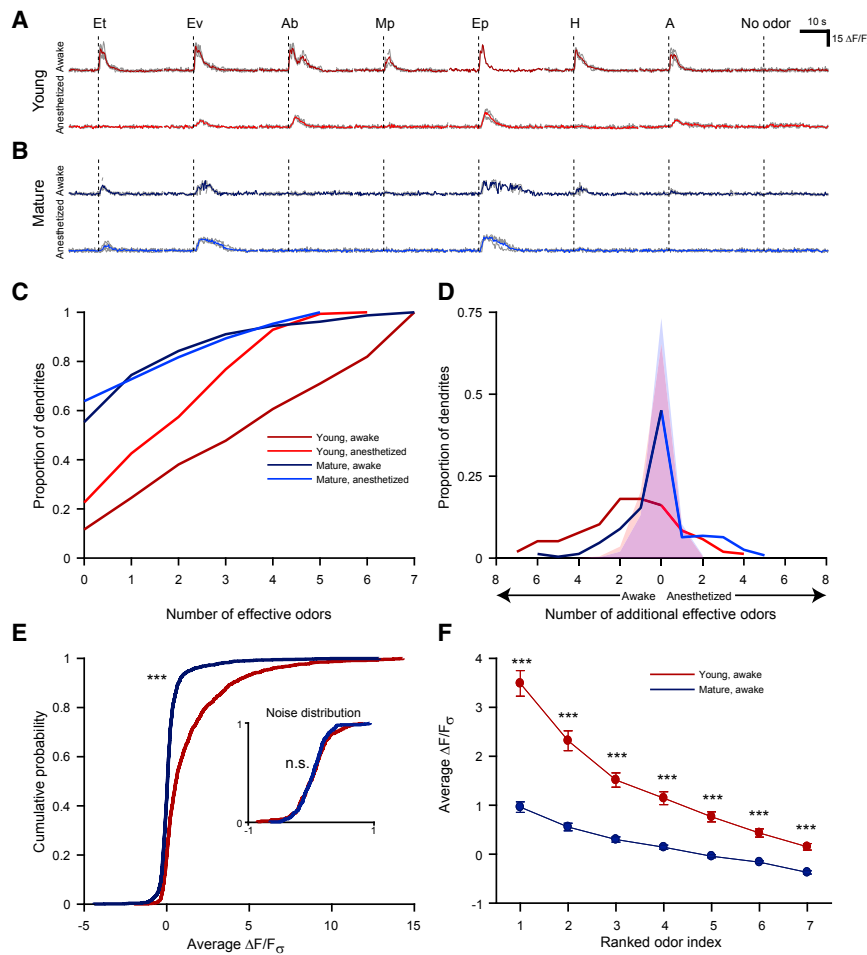 A
Et Ev Ab Mp Ep H A No odor
10 s
15 ΔF/F
Young
Awake
Anesthetized
B
Mature
Awake
Anesthetized
C
Proportion of dendrites
1
0.8
0.6
0.4
0.2
0
Young, awake
Young, anesthetized
Mature, awake
Mature, anesthetized
0 1 2 3 4 5 6 7
Number of effective odors
D
Proportion of dendrites
0.75
0.5
0.25
0
8 6 4 2 0 2 4 6 8
Awake Anesthetized
Number of additional effective odors
E
Cumulative probability
1
0.8
0.6
0.4
0.2
0
***
Noise distribution
1
n.s.
0
-1 1
-5 0 5 10 15
Average ΔF/Fσ
F
Average ΔF/Fσ
4
3
2
1
0
-1
Young, awake
Mature, awake
*** *** *** *** *** *** ***
1 2 3 4 5 6 7
Ranked odor index